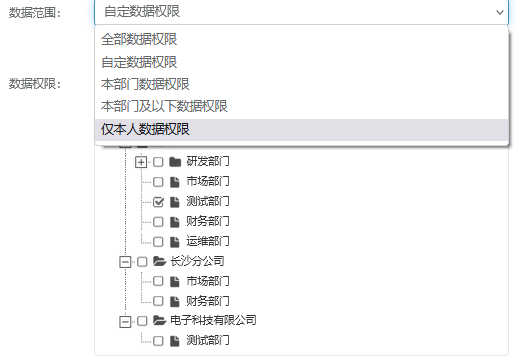 数据范围：
自定数据权限
全部数据权限
自定数据权限
本部门数据权限
本部门及以下数据权限
仅本人数据权限
数据权限：
研发部门
市场部门
测试部门
财务部门
运维部门
长沙分公司
市场部门
财务部门
电子科技有限公司
测试部门